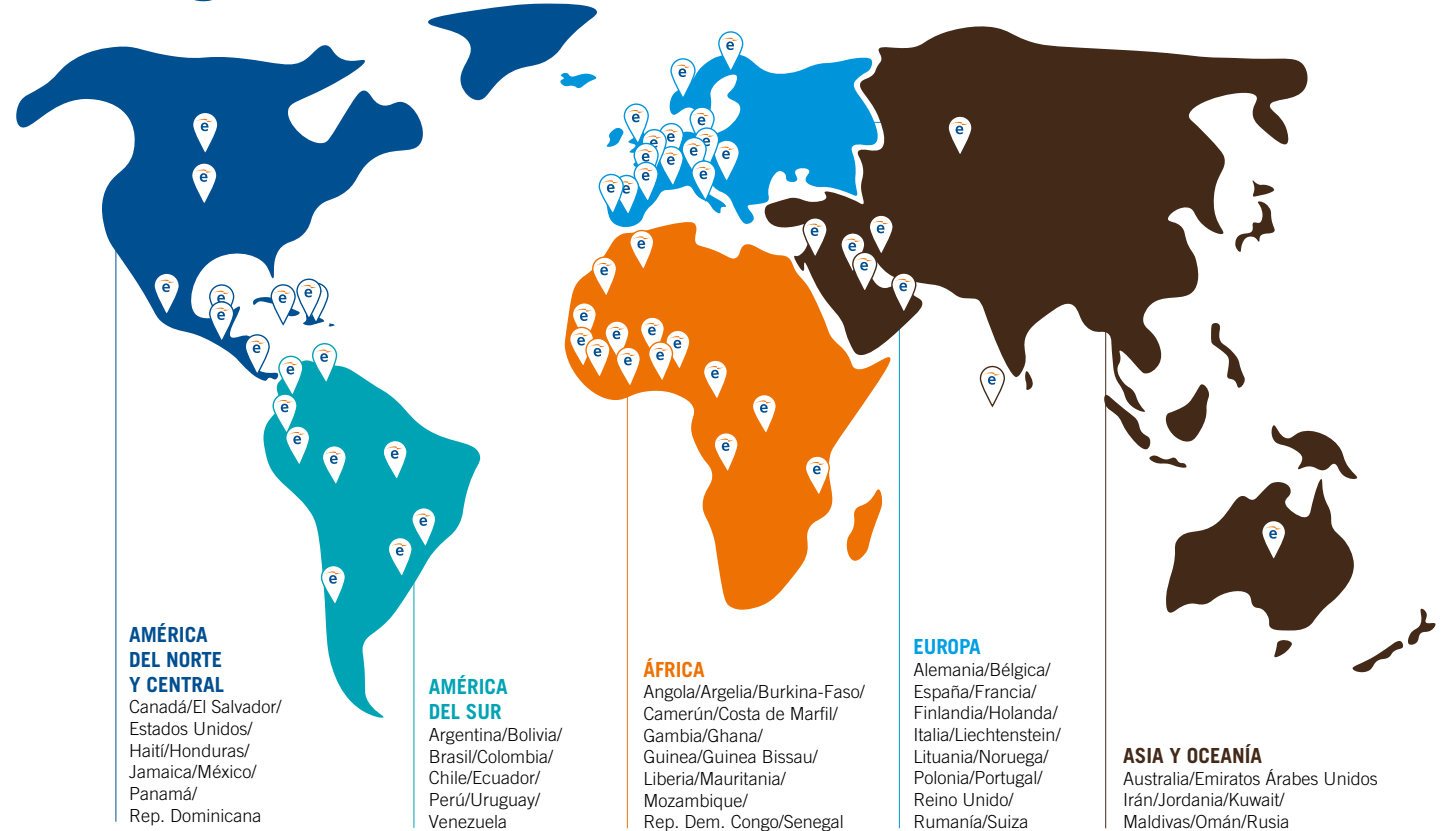 AMÉRICA
DEL NORTE
Y CENTRAL
Canadá/El Salvador/
Estados Unidos/
Haití/Honduras/
Jamaica/México/
Panamá/
Rep. Dominicana
AMÉRICA
DEL SUR
Argentina/Bolivia/
Brasil/Colombia/
Chile/Ecuador/
Perú/Uruguay/
Venezuela
ÁFRICA
Angola/Argelia/Burkina-Faso/
Camerún/Costa de Marfil/
Gambia/Ghana/
Guinea/Guinea Bissau/
Liberia/Mauritania/
Mozambique/
Rep. Dem. Congo/Senegal
EUROPA
Alemania/Bélgica/
España/Francia/
Finlandia/Holanda/
Italia/Liechtenstein/
Lituania/Noruega/
Polonia/Portugal/
Reino Unido/
Rumanía/Suiza
ASIA Y OCEANÍA
Australia/Emiratos Árabes Unidos
Irán/Jordania/Kuwait/
Maldivas/Omán/Rusia